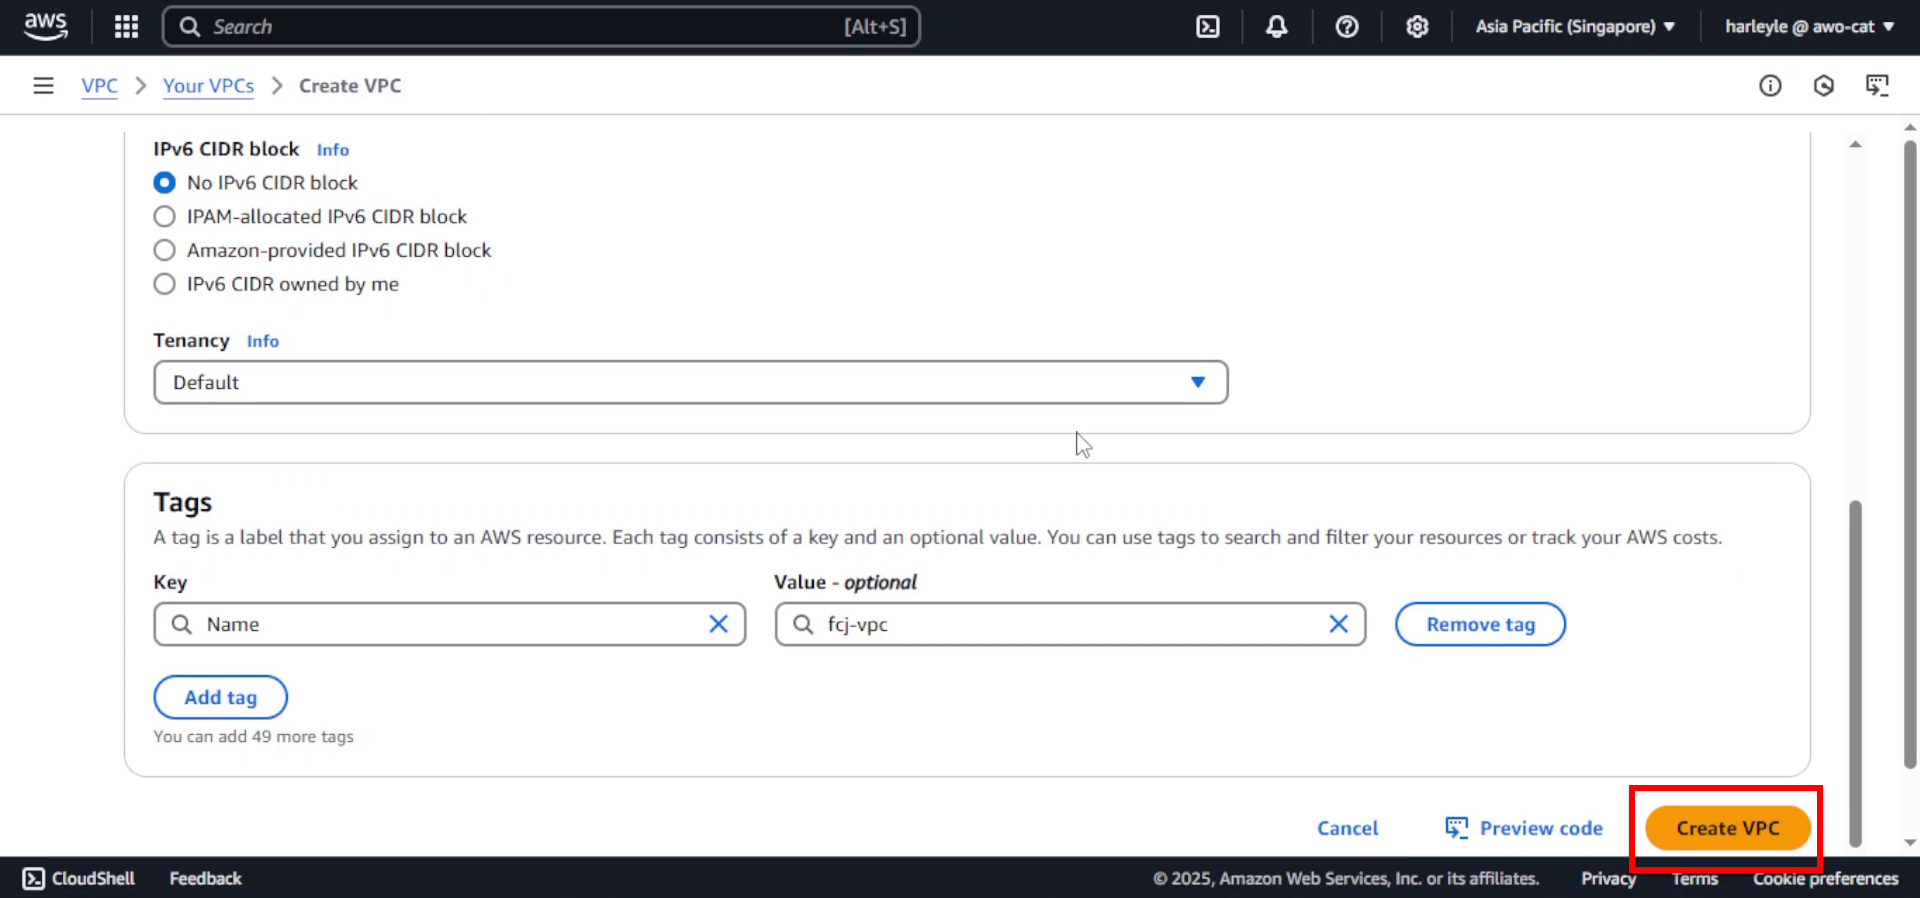 aws
Search [Alt+S]
Asia Pacific (Singapore) harleyle @ awo-cat
VPC Your VPCs Create VPC
IPv6 CIDR block Info
No IPv6 CIDR block
IPAM-allocated IPv6 CIDR block
Amazon-provided IPv6 CIDR block
IPv6 CIDR owned by me
Tenancy Info
Default
Tags
A tag is a label that you assign to an AWS resource. Each tag consists of a key and an optional value. You can use tags to search and filter your resources or track your AWS costs.
Key Value - optional
Name fcj-vpc Remove tag
Add tag
You can add 49 more tags
Cancel Preview code Create VPC
CloudShell Feedback © 2025, Amazon Web Services, Inc. or its affiliates. Privacy Terms Cookie preferences